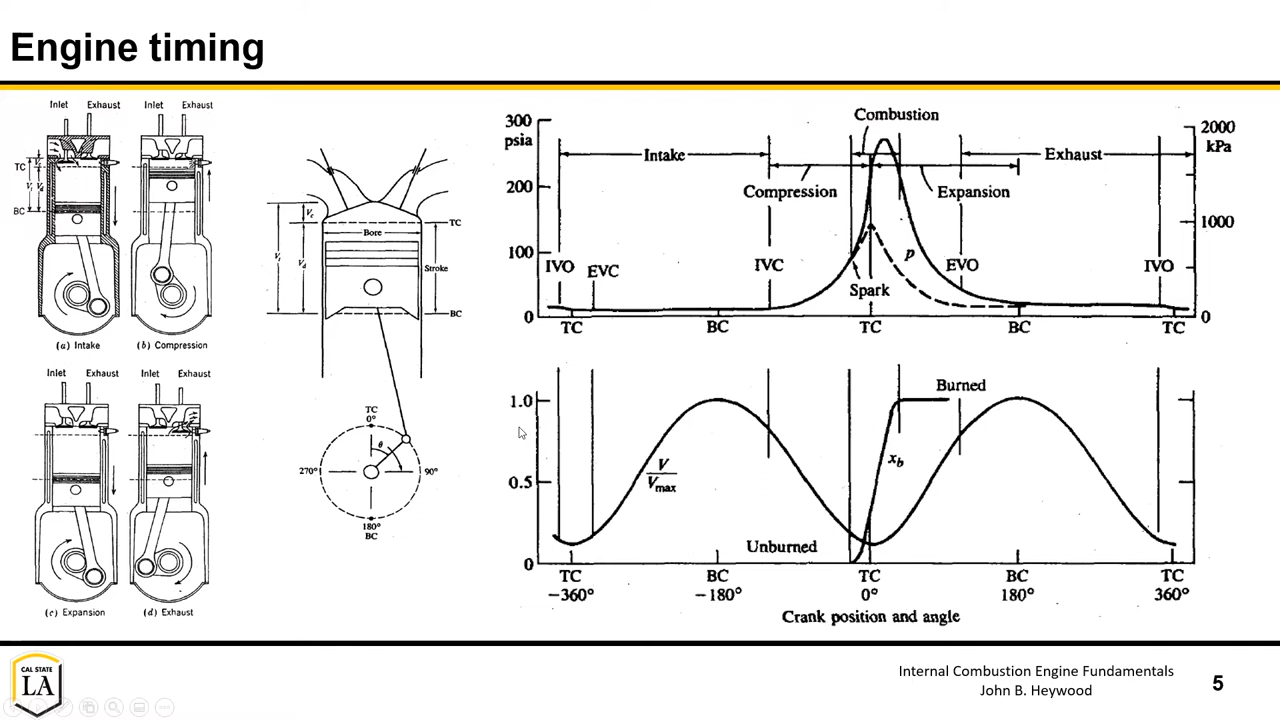 Engine timing
Inlet Exhaust
Inlet Exhaust
TC
BC
(a) Intake
(b) Compression
Inlet Exhaust
Inlet Exhaust
(c) Expansion
(d) Exhaust
Bore
TC
Stroke
BC
TC
0°
θ
270°
90°
180°
BC
300
psia
200
100
0
2000
kPa
1000
0
Combustion
Intake
Exhaust
Compression
Expansion
IVO
EVC
IVC
p
EVO
IVO
Spark
TC
BC
TC
BC
TC
1.0
0.5
0
Burned
V
Vmax
xb
Unburned
TC
BC
TC
BC
TC
−360°
−180°
0°
180°
360°
Crank position and angle
CAL STATE
LA
Internal Combustion Engine Fundamentals
John B. Heywood
5